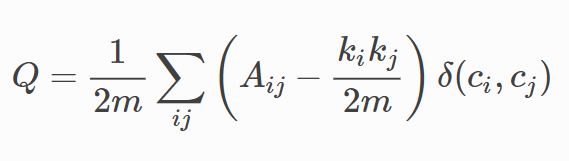 Q = \frac{1}{2m} \sum_{ij} \left( A_{ij} - \frac{k_i k_j}{2m} \right) \delta(c_i, c_j)